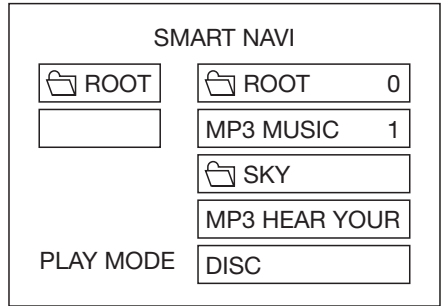 SMART NAVI
ROOT
ROOT 0
MP3 MUSIC 1
SKY
MP3 HEAR YOUR
PLAY MODE DISC